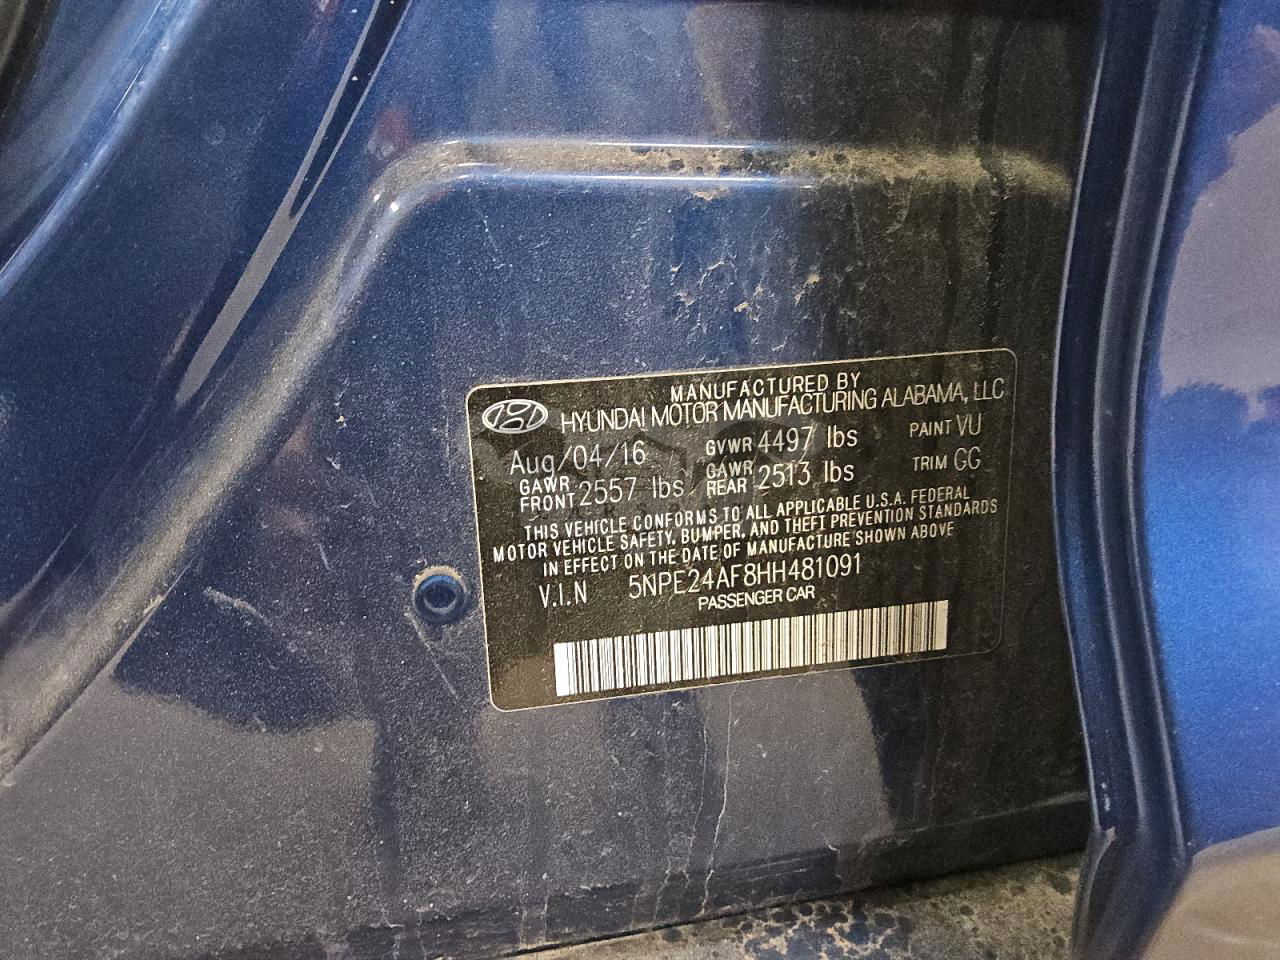 MANUFACTURED BY
HYUNDAI MOTOR MANUFACTURING ALABAMA, LLC
Aug/04/16 GVWR 4497 lbs PAINT VU
GAWR FRONT 2557 lbs GAWR REAR 2513 lbs TRIM GG
THIS VEHICLE CONFORMS TO ALL APPLICABLE U.S.A. FEDERAL
MOTOR VEHICLE SAFETY, BUMPER, AND THEFT PREVENTION STANDARDS
IN EFFECT ON THE DATE OF MANUFACTURE SHOWN ABOVE
V.I.N 5NPE24AF8HH481091
PASSENGER CAR